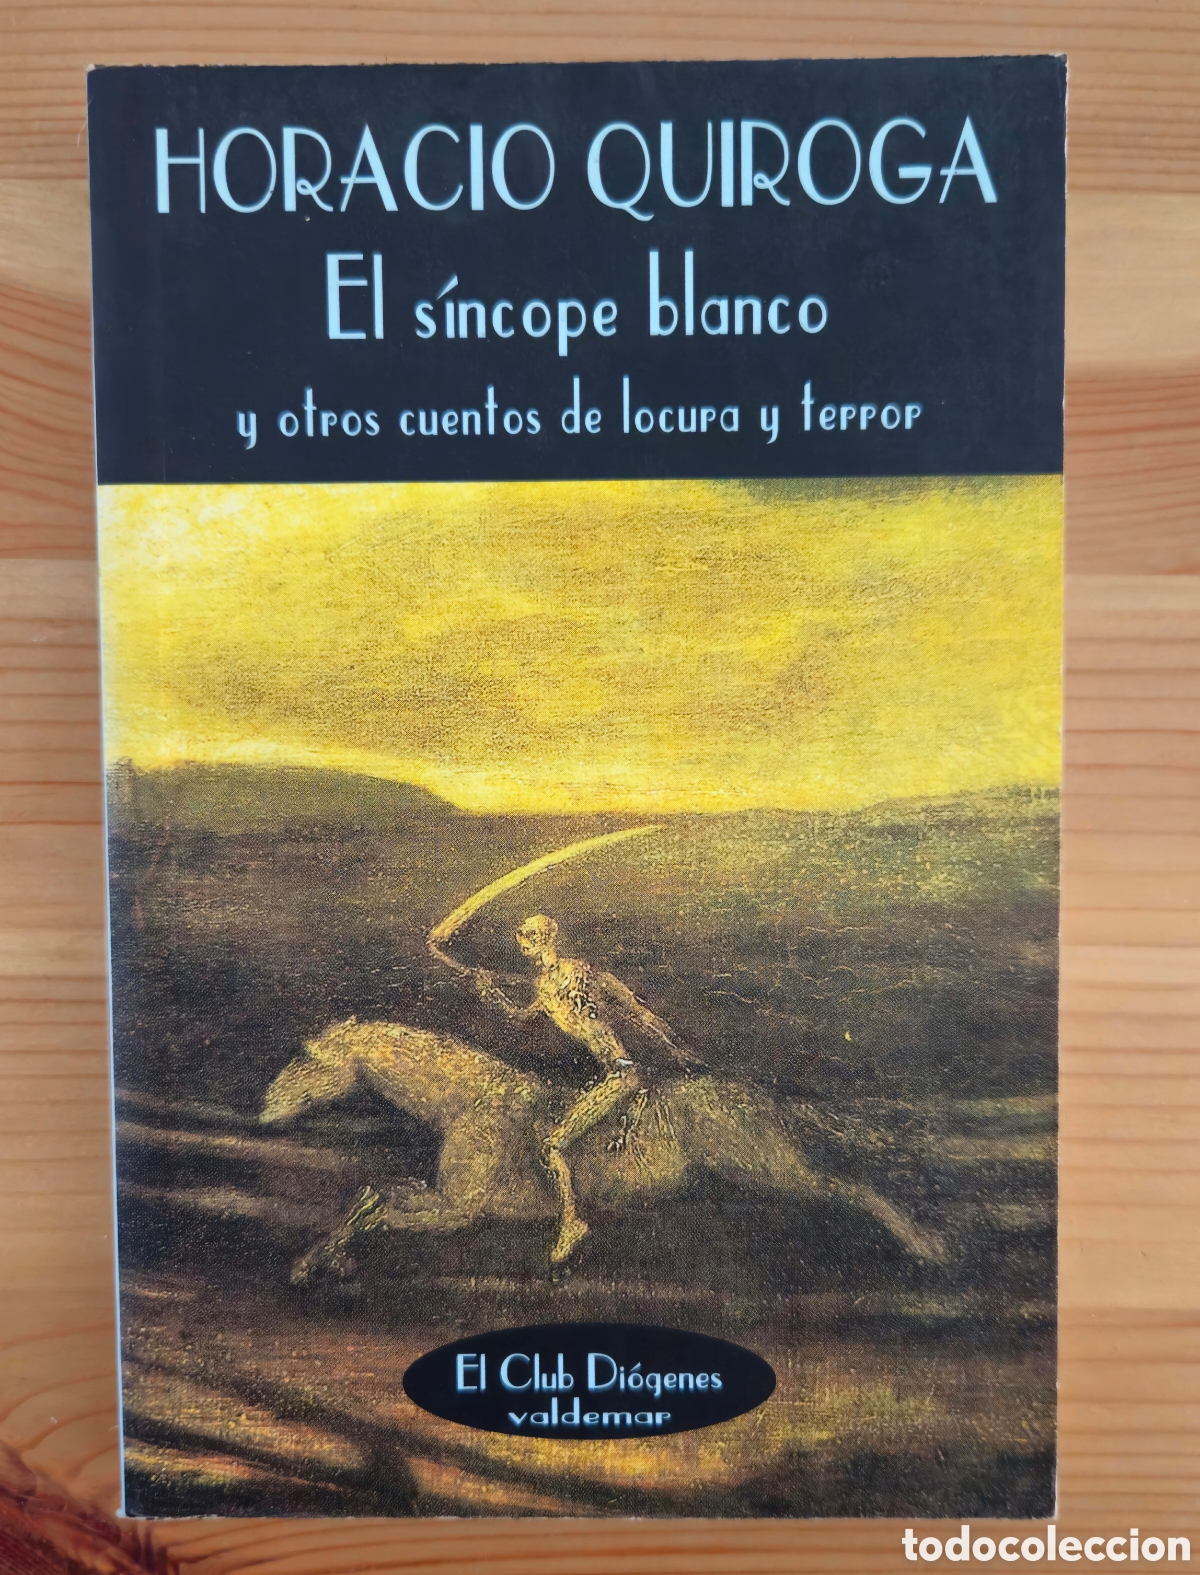 HORACIO QUIROGA
El síncope blanco
y otros cuentos de locura y terror
El Club Diógenes
valdemar
todocoleccion